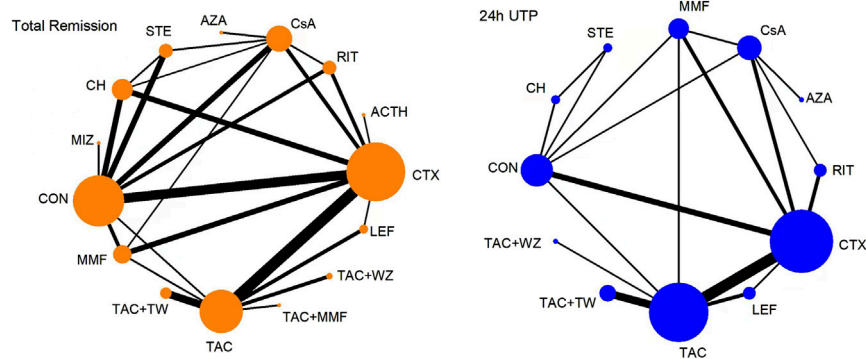 Total Remission
AZA
CsA
STE
RIT
CH
ACTH
MIZ
CTX
CON
LEF
MMF
TAC+WZ
TAC+TW
TAC+MMF
TAC
24h UTP
MMF
STE
CsA
CH
AZA
CON
RIT
CTX
TAC+WZ
TAC+TW
LEF
TAC